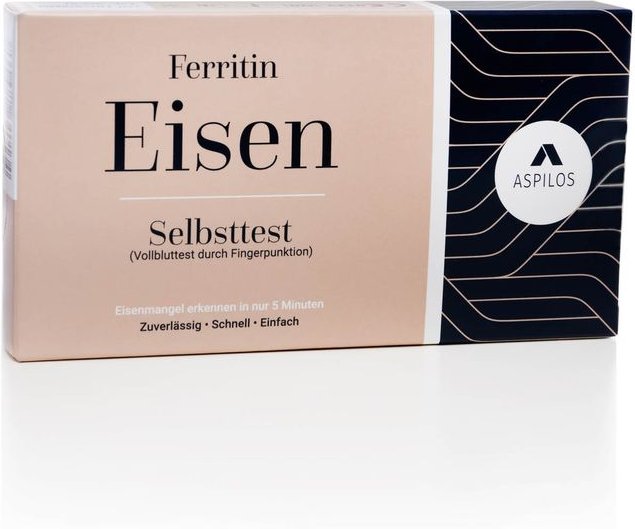 Ferritin
Eisen
Selbsttest
(Vollbluttest durch Fingerpunktion)
Eisenmangel erkennen in nur 5 Minuten
Zuverlässig • Schnell • Einfach
ASPILOS